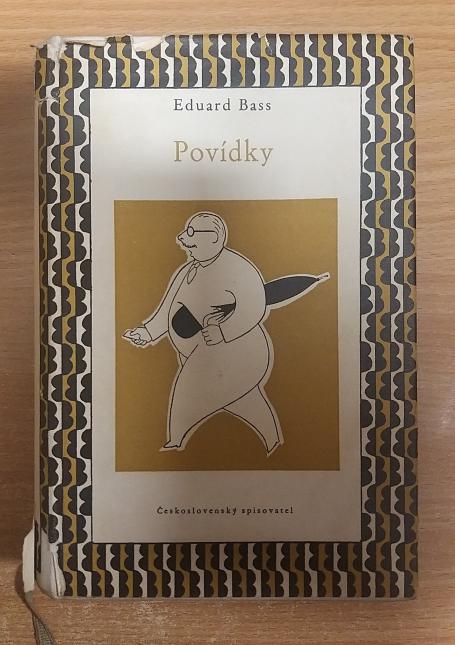 Eduard Bass
Povídky
Československý spisovatel